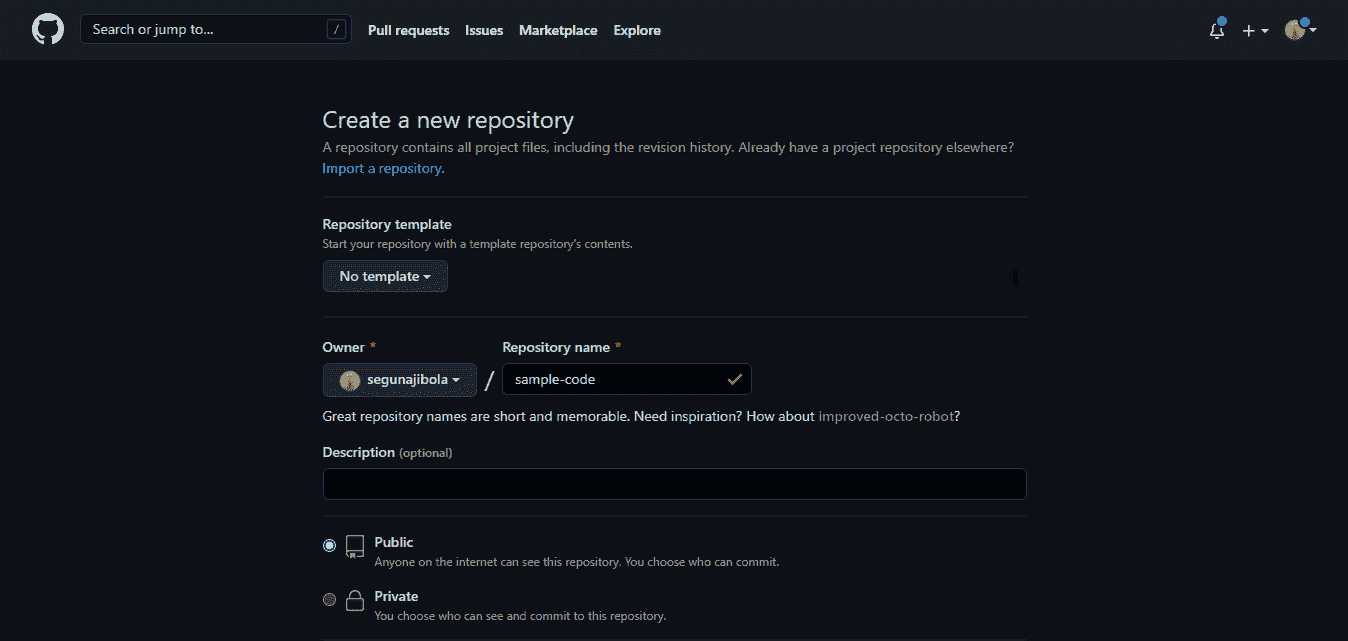 Search or jump to... /
Pull requests Issues Marketplace Explore
Create a new repository
A repository contains all project files, including the revision history. Already have a project repository elsewhere?
Import a repository.
Repository template
Start your repository with a template repository's contents.
No template
Owner * Repository name *
segunajibola / sample-code
Great repository names are short and memorable. Need inspiration? How about improved-octo-robot?
Description (optional)
Public
Anyone on the internet can see this repository. You choose who can commit.
Private
You choose who can see and commit to this repository.